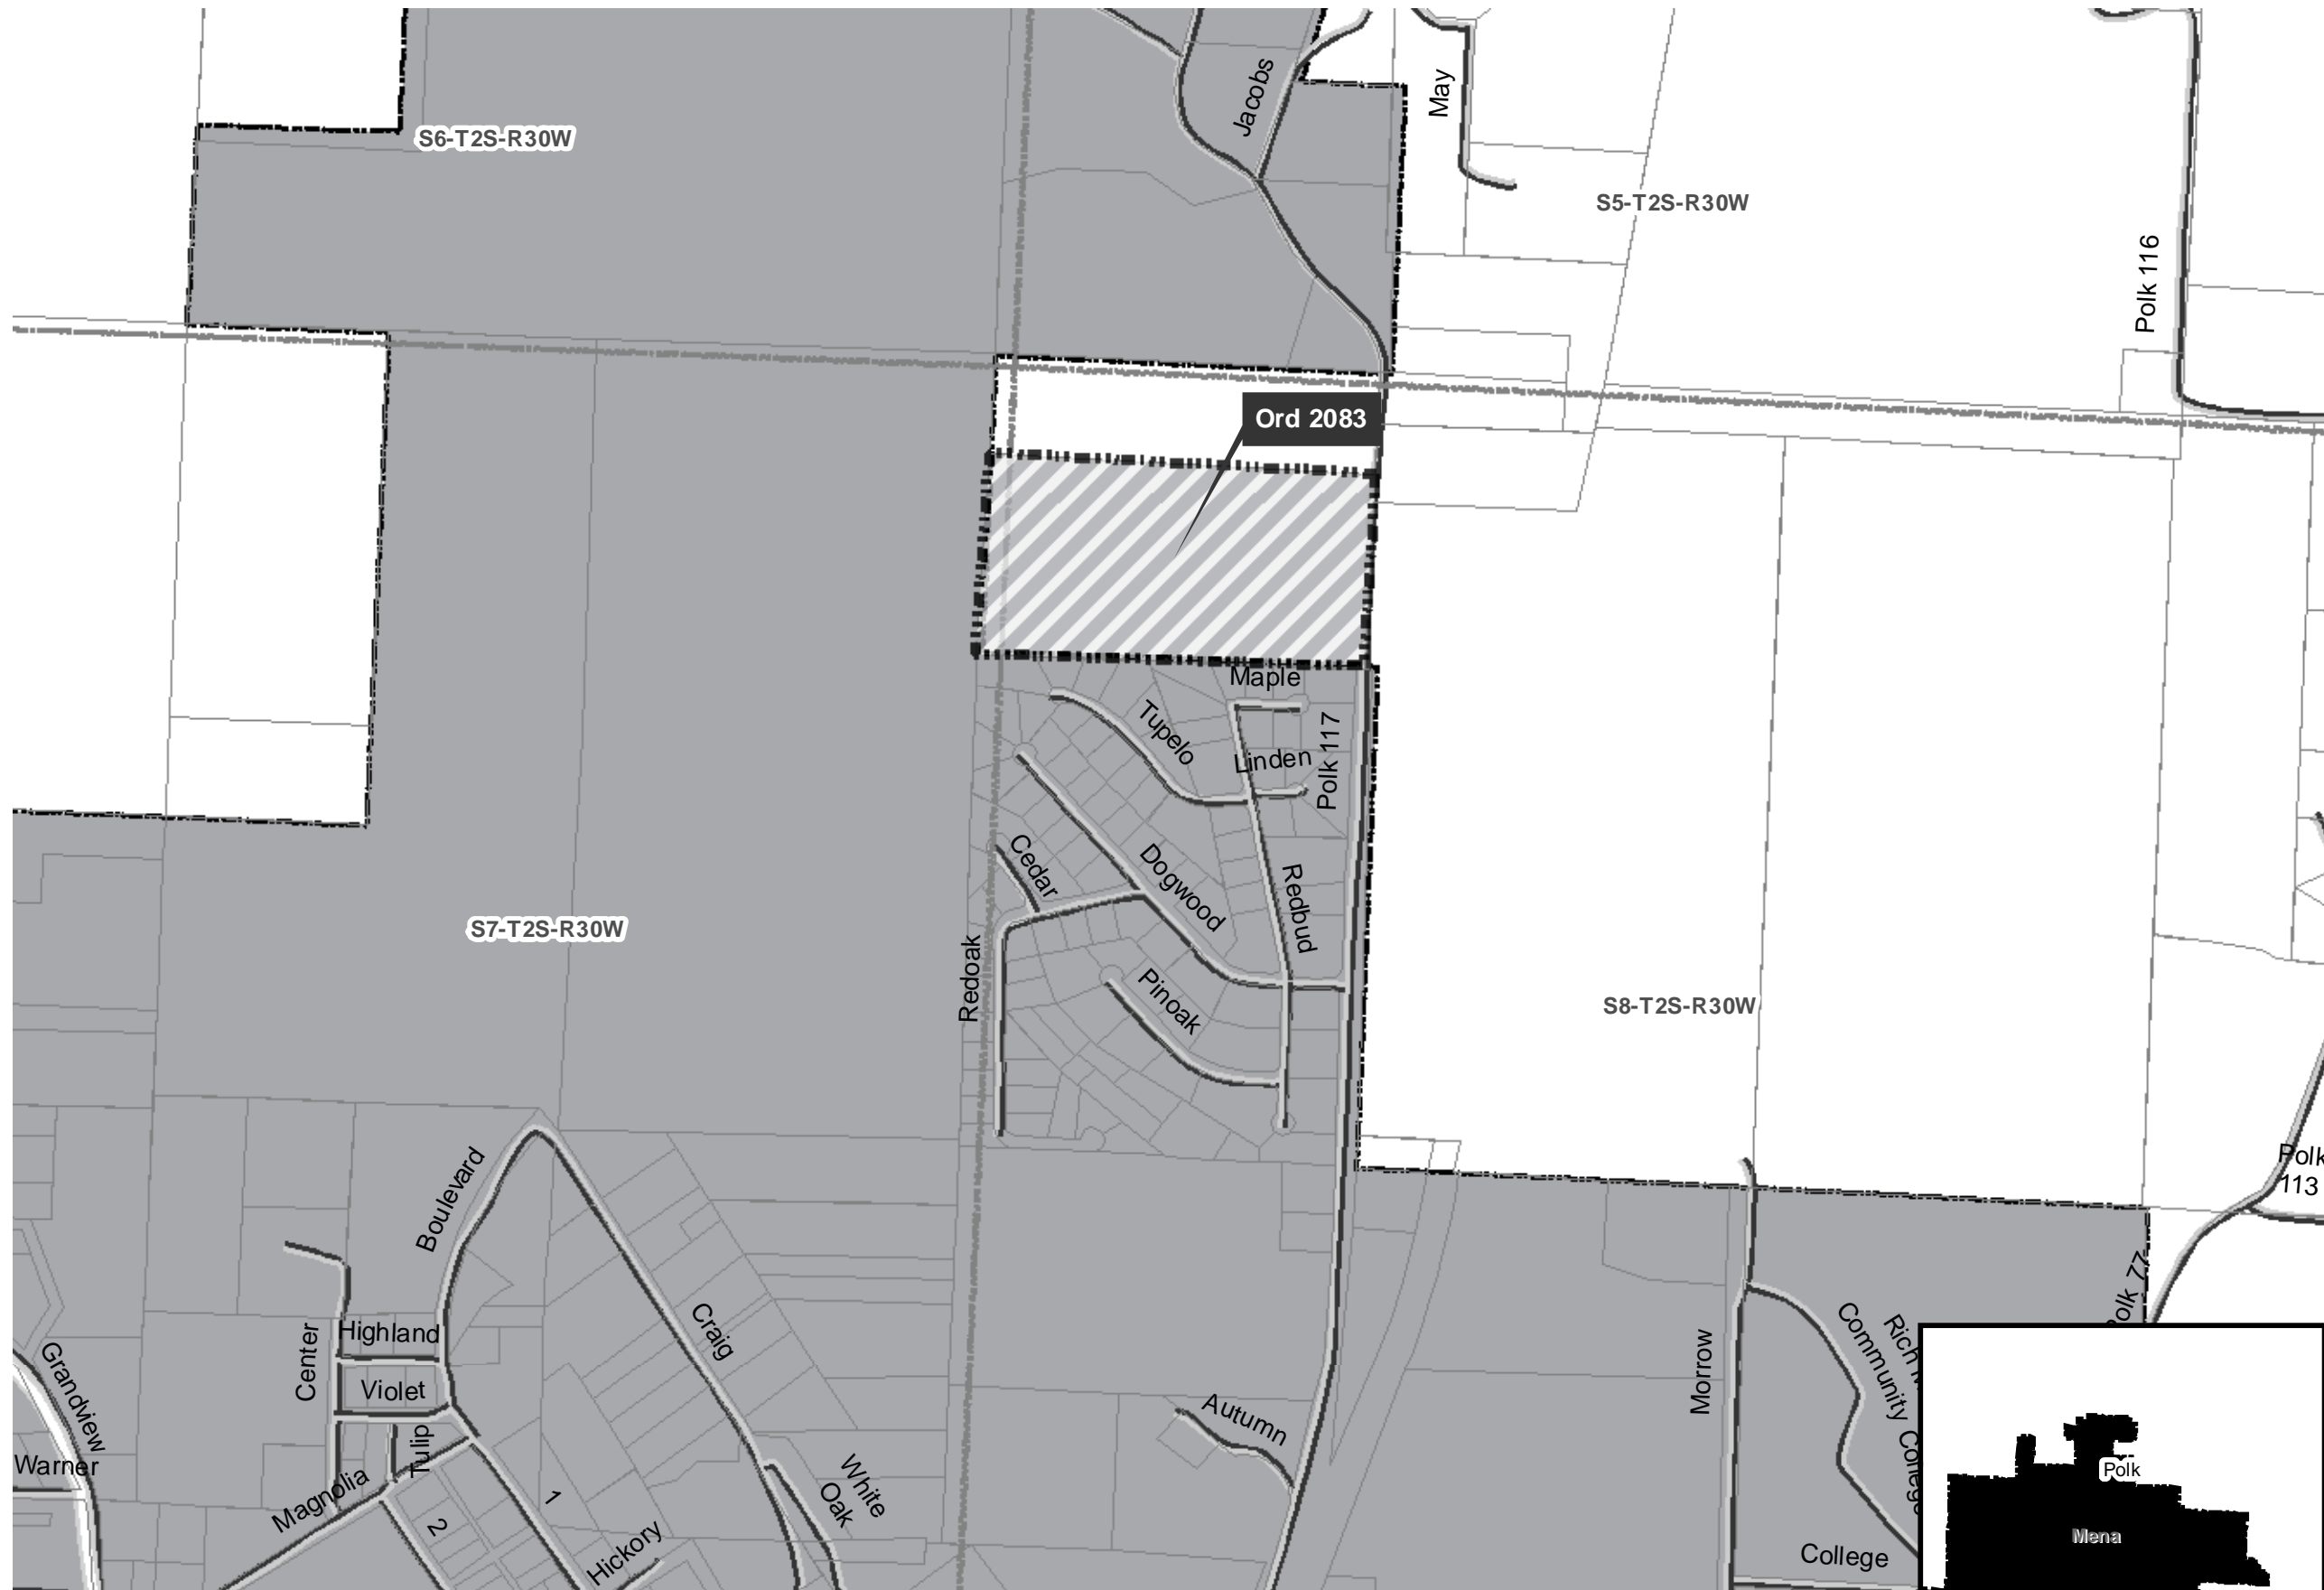 Jacobs
May
S6-T2S-R30W
S5-T2S-R30W
Polk 116
Ord 2083
Maple
Tupelo
Linden
Polk 117
Cedar
Dogwood
Redbud
S7-T2S-R30W
Redoak
Pinoak
S8-T2S-R30W
Boulevard
Polk
113
Polk 77
Center
Highland
Craig
Morrow
Community
Grandview
Violet
Tulip
Autumn
Warner
Magnolia
White
Oak
1
2
Hickory
College
Polk
Mena